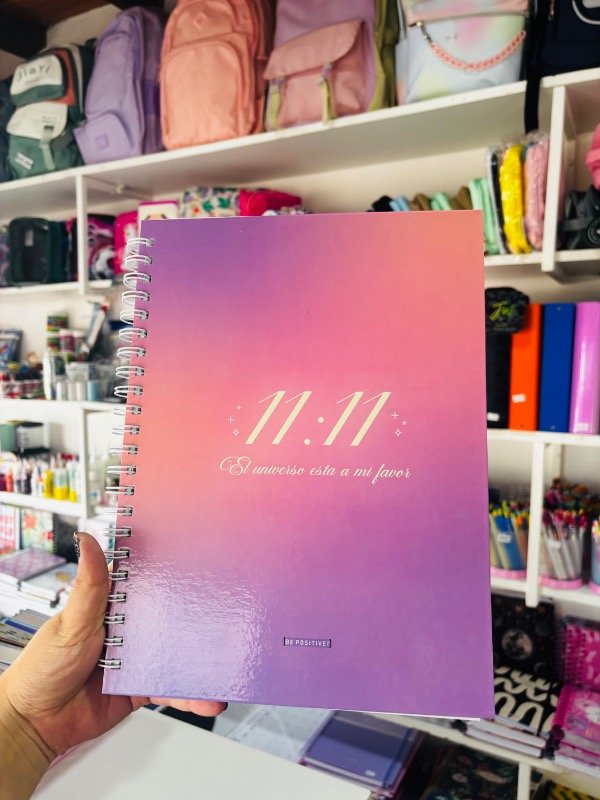 11:11
El universo esta a mi favor
BE POSITIVE!